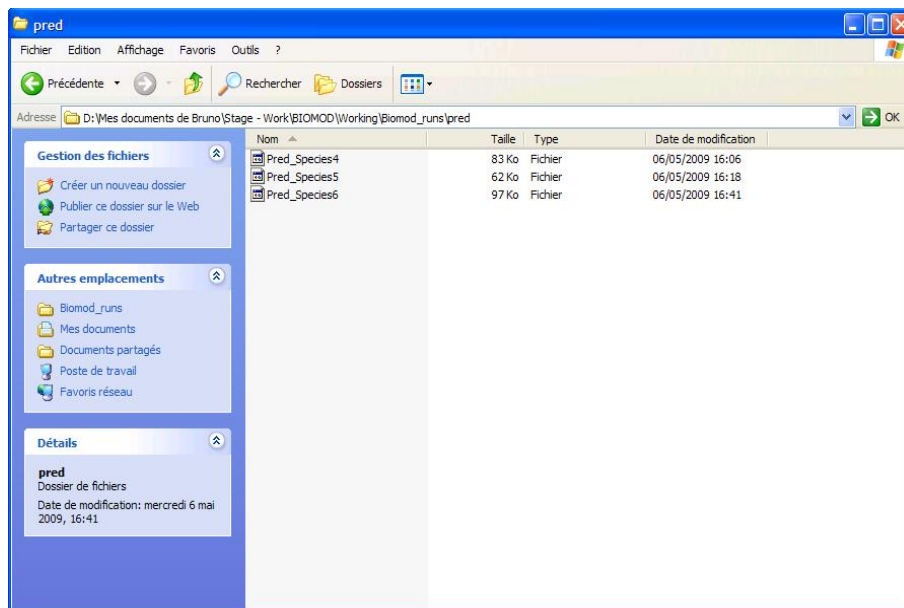 pred
Fichier Edition Affichage Favoris Outils ?
Précédente Rechercher Dossiers
Adresse D:\Mes documents de Bruno\Stage - Work\BIOMOD\Working\Biomod_runs\pred OK
Gestion des fichiers
Créer un nouveau dossier
Publier ce dossier sur le Web
Partager ce dossier
Autres emplacements
Biomod_runs
Mes documents
Documents partagés
Poste de travail
Favoris réseau
Détails
pred
Dossier de fichiers
Date de modification: mercredi 6 mai
2009, 16:41
Nom Taille Type Date de modification
Pred_Species4 83 Ko Fichier 06/05/2009 16:06
Pred_Species5 62 Ko Fichier 06/05/2009 16:18
Pred_Species6 97 Ko Fichier 06/05/2009 16:41